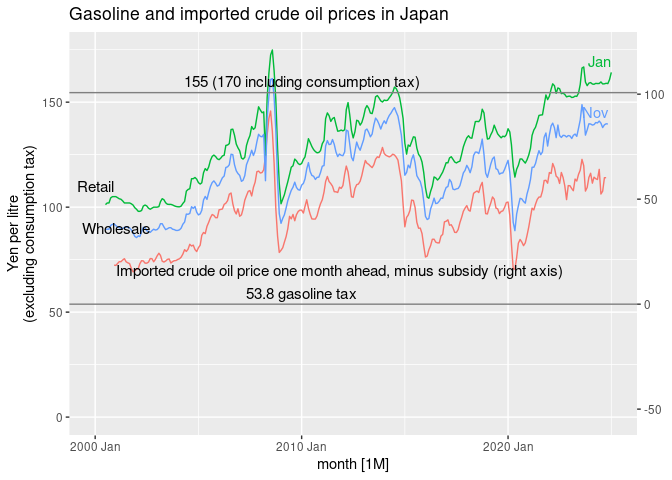 Gasoline and imported crude oil prices in Japan
Jan
155 (170 including consumption tax)
150
100
Nov
Retail
100
Wholesale
50
Imported crude oil price one month ahead, minus subsidy (right axis)
53.8 gasoline tax
50
0
0
-50
Yen per litre
(excluding consumption tax)
2000 Jan
2010 Jan
2020 Jan
month [1M]